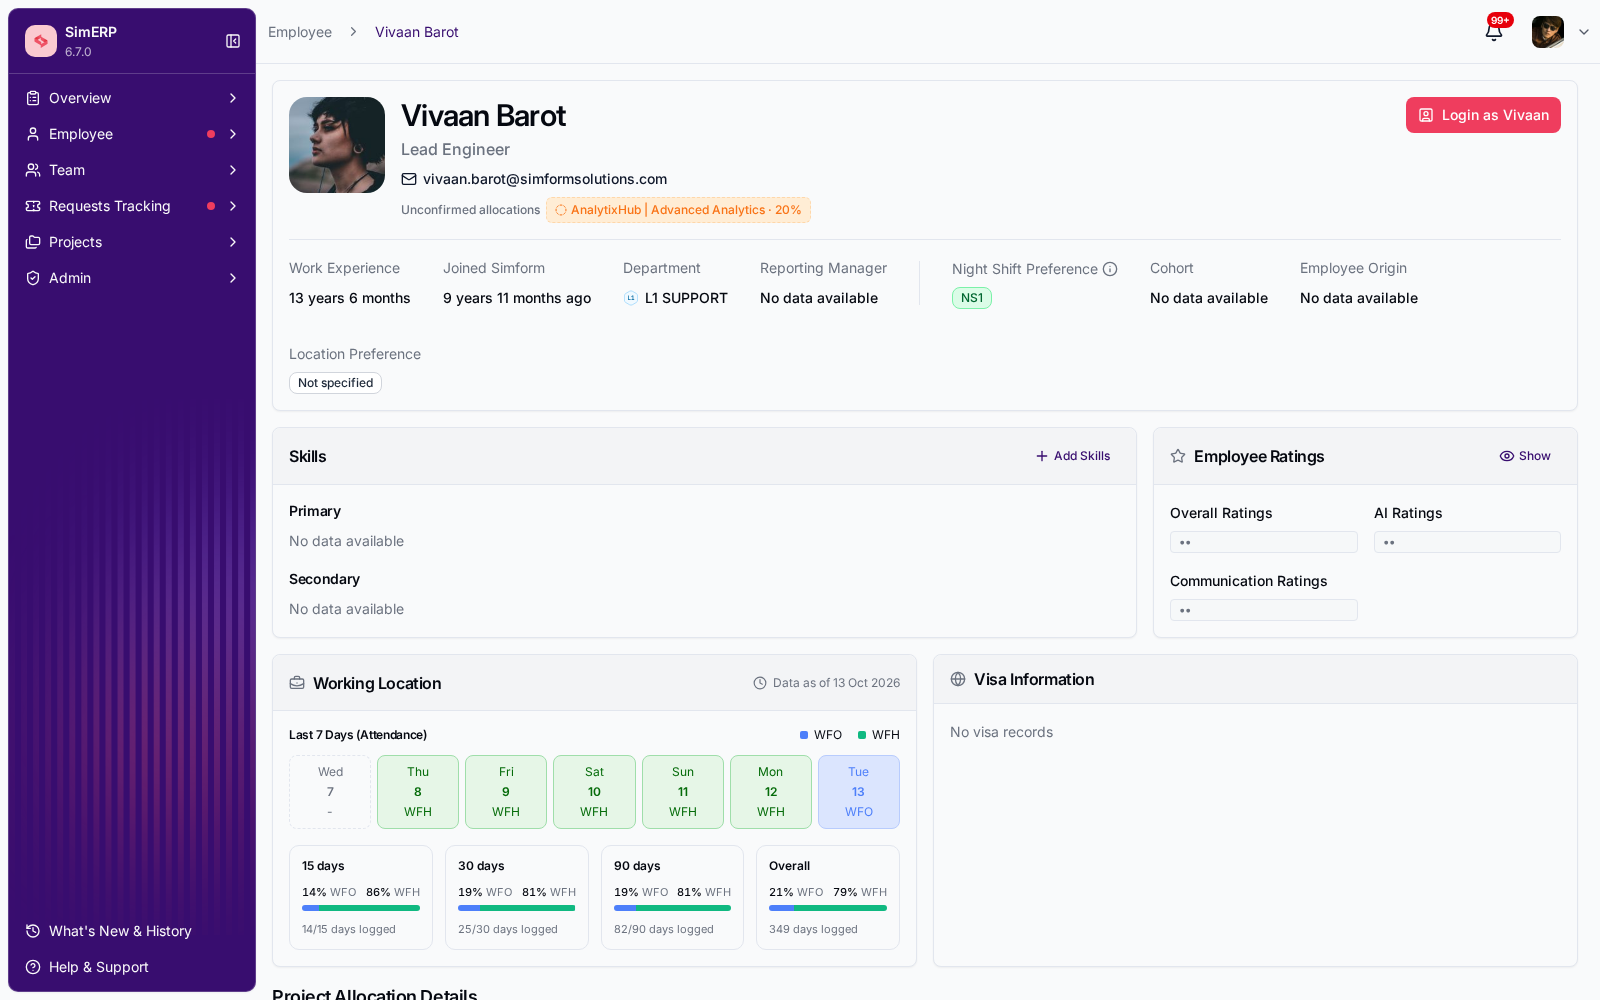 SimERP
6.7.0
Overview
Employee
Team
Requests Tracking
Projects
Admin
What's New & History
Help & Support
Employee
Vivaan Barot
99+
Vivaan Barot
Lead Engineer
vivaan.barot@simformsolutions.com
Unconfirmed allocations AnalytixHub | Advanced Analytics · 20%
Login as Vivaan
Work Experience
13 years 6 months
Joined Simform
9 years 11 months ago
Department
L1 L1 SUPPORT
Reporting Manager
No data available
Night Shift Preference
NS1
Cohort
No data available
Employee Origin
No data available
Location Preference
Not specified
Skills
Add Skills
Primary
No data available
Secondary
No data available
Employee Ratings
Show
Overall Ratings
••
AI Ratings
••
Communication Ratings
••
Working Location
Data as of 13 Oct 2026
Last 7 Days (Attendance)
WFO WFH
Wed
7
-
Thu
8
WFH
Fri
9
WFH
Sat
10
WFH
Sun
11
WFH
Mon
12
WFH
Tue
13
WFO
15 days
14% WFO 86% WFH
14/15 days logged
30 days
19% WFO 81% WFH
25/30 days logged
90 days
19% WFO 81% WFH
82/90 days logged
Overall
21% WFO 79% WFH
349 days logged
Visa Information
No visa records
Project Allocation Details